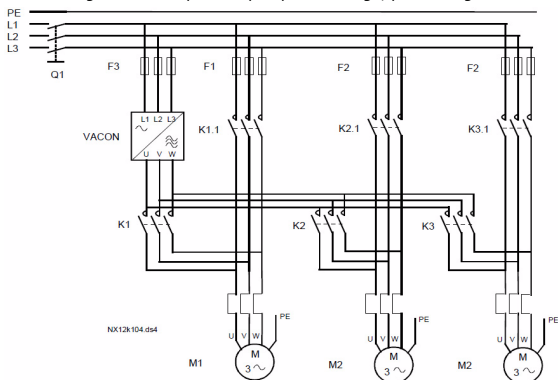 PE
L1
L2
L3
Q1
F3
F1
F2
F2
L1 L2 L3
VACON
U V W
K1.1
K2.1
K3.1
K1
K2
K3
NX12k104.ds4
PE
PE
PE
U V W
U V W
U V W
M1
M
3
M2
M
3
M2
M
3